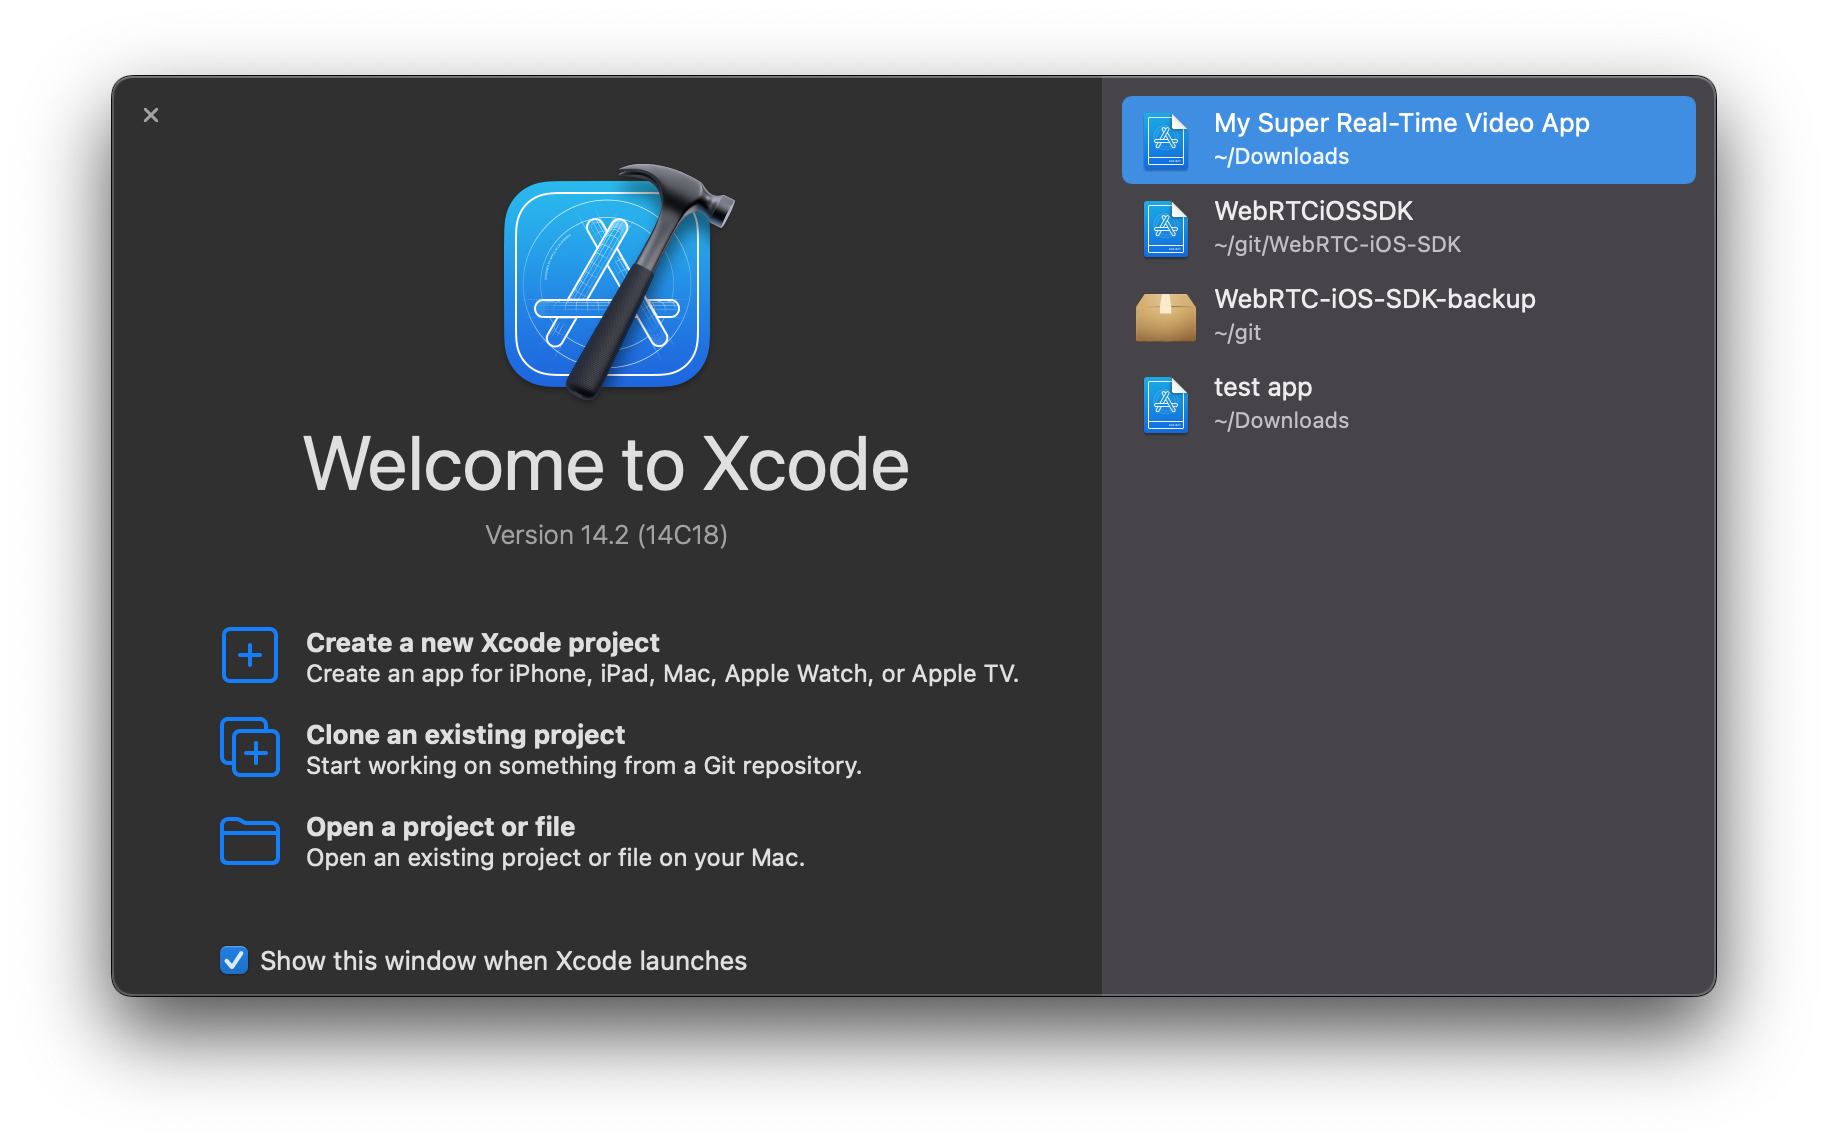 Welcome to Xcode
Version 14.2 (14C18)
Create a new Xcode project
Create an app for iPhone, iPad, Mac, Apple Watch, or Apple TV.
Clone an existing project
Start working on something from a Git repository.
Open a project or file
Open an existing project or file on your Mac.
Show this window when Xcode launches
My Super Real-Time Video App
~/Downloads
WebRTCiOSSDK
~/git/WebRTC-iOS-SDK
WebRTC-iOS-SDK-backup
~/git
test app
~/Downloads